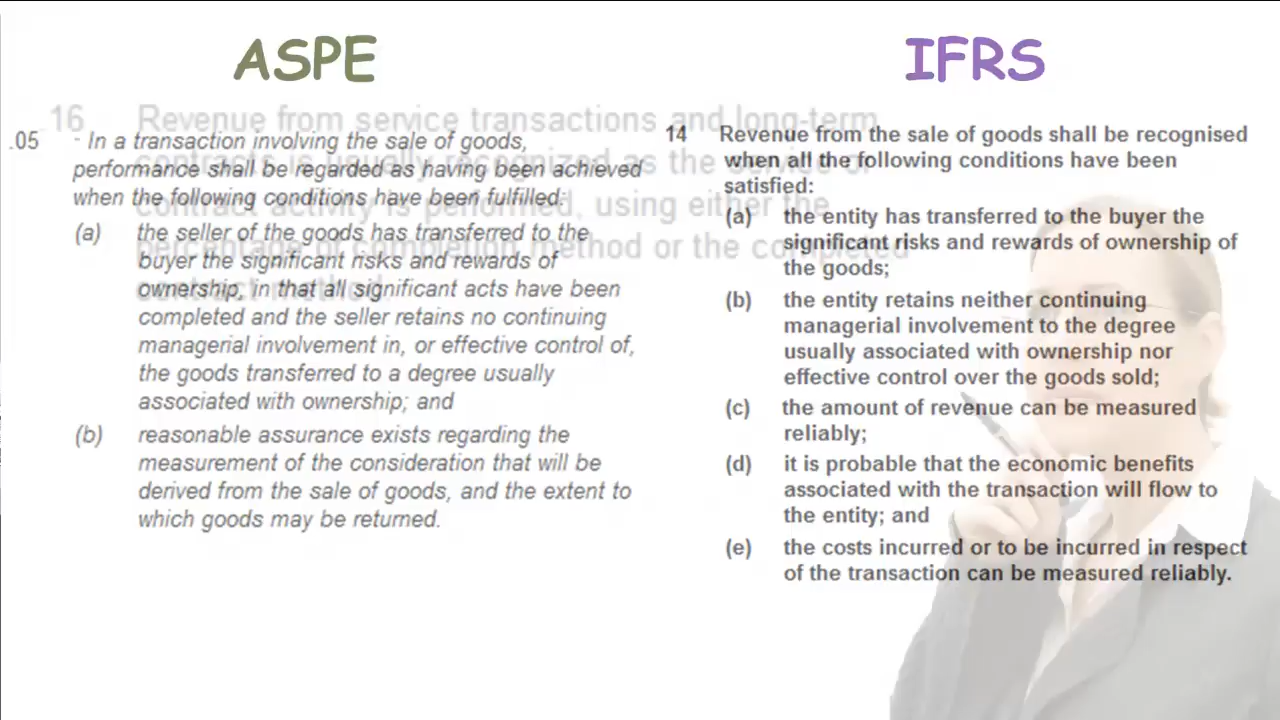 ASPE
IFRS
16 Revenue from service transactions and long-term
contracts is usually recognized as the service or
contract activity is performed, using either the
percentage of completion method or the completed
contract method.
.05 - In a transaction involving the sale of goods,
performance shall be regarded as having been achieved
when the following conditions have been fulfilled:
(a) the seller of the goods has transferred to the
buyer the significant risks and rewards of
ownership, in that all significant acts have been
completed and the seller retains no continuing
managerial involvement in, or effective control of,
the goods transferred to a degree usually
associated with ownership; and
(b) reasonable assurance exists regarding the
measurement of the consideration that will be
derived from the sale of goods, and the extent to
which goods may be returned.
14 Revenue from the sale of goods shall be recognised
when all the following conditions have been
satisfied:
(a) the entity has transferred to the buyer the
significant risks and rewards of ownership of
the goods;
(b) the entity retains neither continuing
managerial involvement to the degree
usually associated with ownership nor
effective control over the goods sold;
(c) the amount of revenue can be measured
reliably;
(d) it is probable that the economic benefits
associated with the transaction will flow to
the entity; and
(e) the costs incurred or to be incurred in respect
of the transaction can be measured reliably.